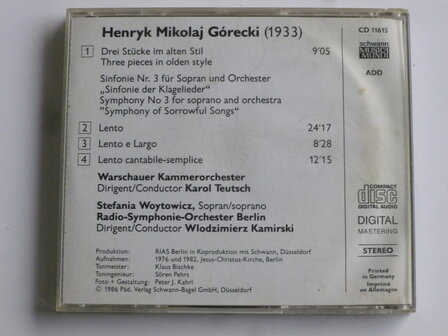 Henryk Mikolaj Górecki (1933)
CD 11615
schwann
MUSICA
MUNDI
1 Drei Stücke im alten Stil 9'05
Three pieces in olden style
ADD
Sinfonie Nr. 3 für Sopran und Orchester
„Sinfonie der Klagelieder"
Symphony No 3 for soprano and orchestra
"Symphony of Sorrowful Songs"
2 Lento 24'17
3 Lento e Largo 8'28
4 Lento cantabile-semplice 12'15
Warschauer Kammerorchester
Dirigent/Conductor Karol Teutsch
Stefania Woytowicz, Sopran/soprano
Radio-Symphonie-Orchester Berlin
Dirigent/Conductor Wlodzimierz Kamirski
COMPACT
disc
DIGITAL AUDIO
DIGITAL
MASTERING
STEREO
Produktion: RIAS Berlin in Koproduktion mit Schwann, Düsseldorf
Aufnahmen: 1976 und 1982, Jesus-Christus-Kirche, Berlin
Tonmeister: Klaus Bischke
Toningenieur: Sören Pehrs
Foto + Gestaltung: Peter J. Kahrl
© 1986 Päd. Verlag Schwann-Bagel GmbH, Düsseldorf
Printed
in Germany
Imprimé
en Allemagne